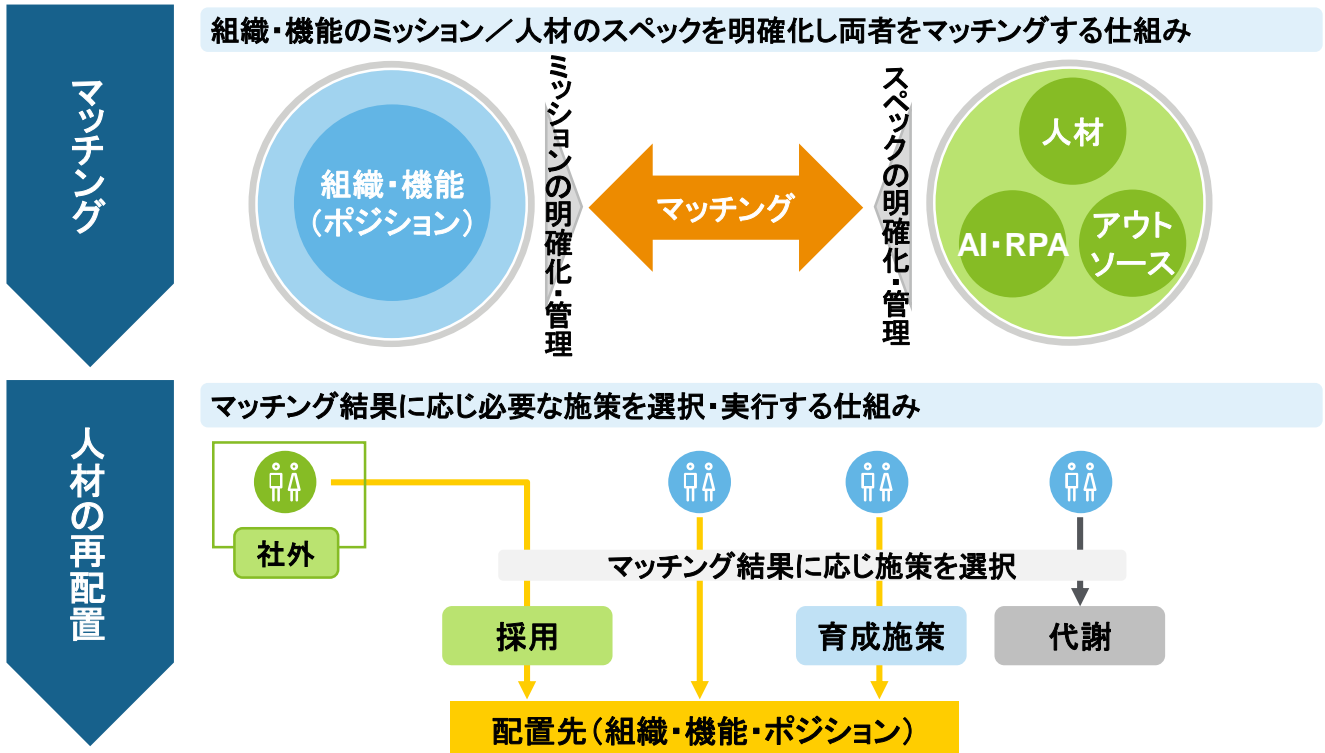 マッチング
組織・機能のミッション／人材のスペックを明確化し両者をマッチングする仕組み
組織・機能
（ポジション）
ミッションの明確化・管理
マッチング
スペックの明確化・管理
人材
AI・RPA
アウト
ソース
人材の再配置
マッチング結果に応じ必要な施策を選択・実行する仕組み
社外
マッチング結果に応じ施策を選択
採用
育成施策
代謝
配置先（組織・機能・ポジション）